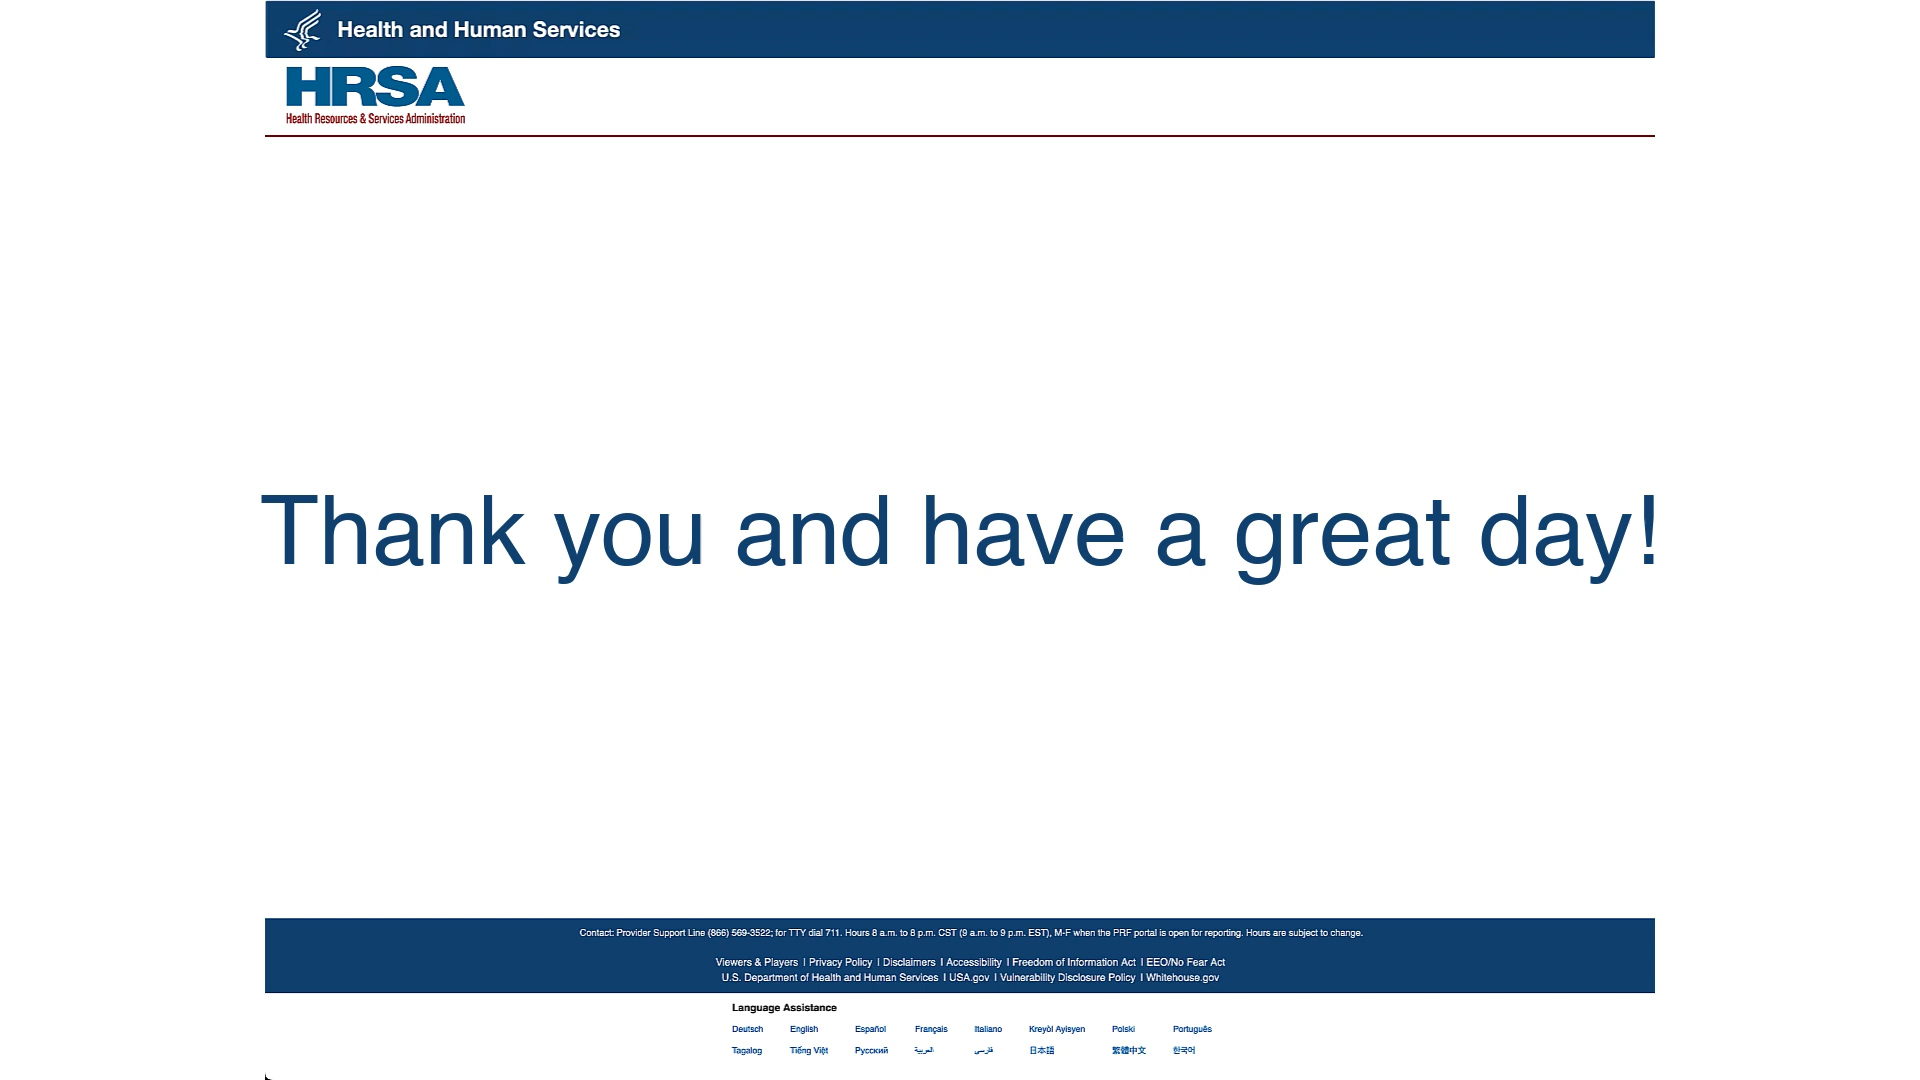 Health and Human Services
HRSA
Health Resources & Services Administration
Thank you and have a great day!
Contact: Provider Support Line (866) 569-3522; for TTY dial 711. Hours 8 a.m. to 8 p.m. CST (9 a.m. to 9 p.m. EST), M-F when the PRF portal is open for reporting. Hours are subject to change.
Viewers & Players | Privacy Policy | Disclaimers | Accessibility | Freedom of Information Act | EEO/No Fear Act
U.S. Department of Health and Human Services | USA.gov | Vulnerability Disclosure Policy | Whitehouse.gov
Language Assistance
Deutsch English Español Français Italiano Kreyòl Ayisyen Polski Português
Tagalog Tiếng Việt Русский العربية فارسی 日本語 繁體中文 한국어